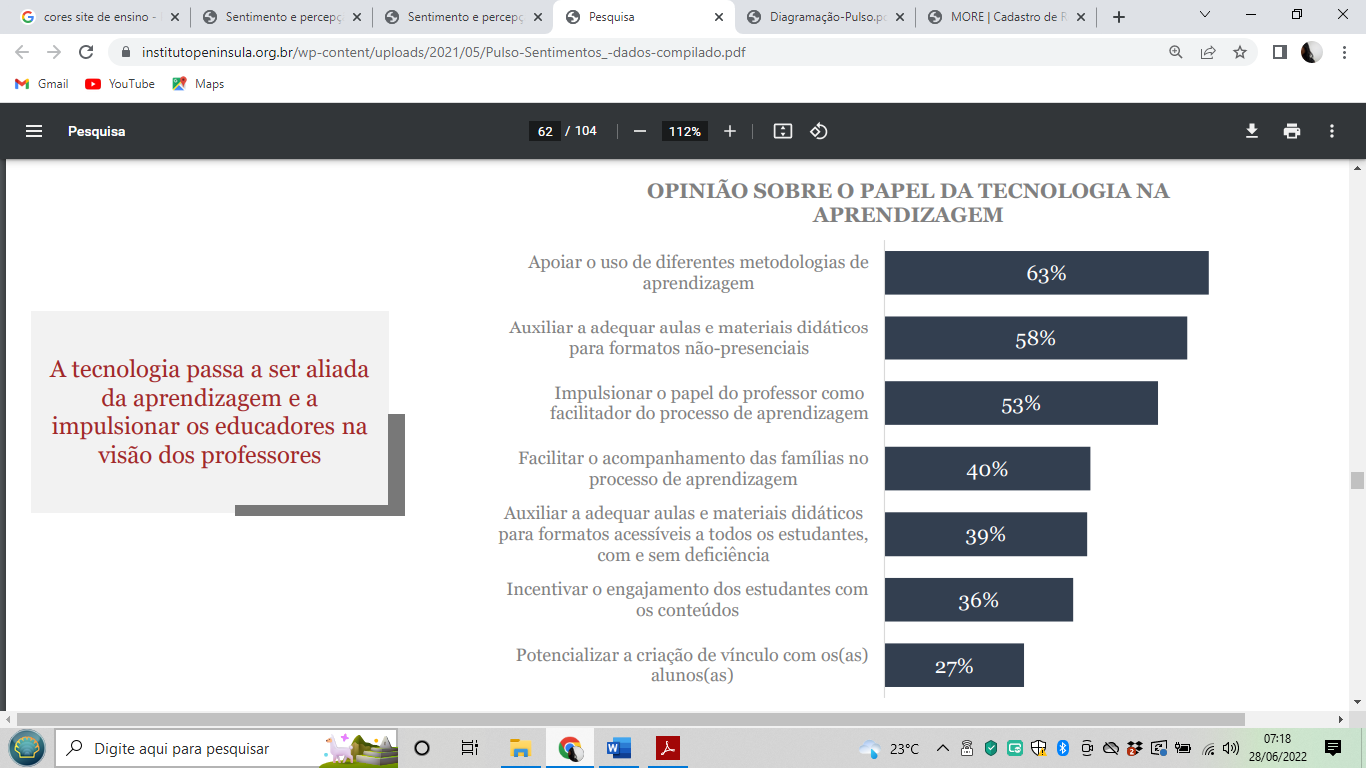 cores site de ensino -
Sentimento e percepç
Sentimento e percepç
Pesquisa
Diagramação-Pulso.pd
MORE | Cadastro de R
institutopeninsula.org.br/wp-content/uploads/2021/05/Pulso-Sentimentos_-dados-compilado.pdf
Gmail
YouTube
Maps
Pesquisa
62 / 104
112%
OPINIÃO SOBRE O PAPEL DA TECNOLOGIA NA
APRENDIZAGEM
A tecnologia passa a ser aliada
da aprendizagem e a
impulsionar os educadores na
visão dos professores
Apoiar o uso de diferentes metodologias de
aprendizagem
63%
Auxiliar a adequar aulas e materiais didáticos
para formatos não-presenciais
58%
Impulsionar o papel do professor como
facilitador do processo de aprendizagem
53%
Facilitar o acompanhamento das famílias no
processo de aprendizagem
40%
Auxiliar a adequar aulas e materiais didáticos
para formatos acessíveis a todos os estudantes,
com e sem deficiência
39%
Incentivar o engajamento dos estudantes com
os conteúdos
36%
Potencializar a criação de vínculo com os(as)
alunos(as)
27%
Digite aqui para pesquisar
23°C
07:18
28/06/2022